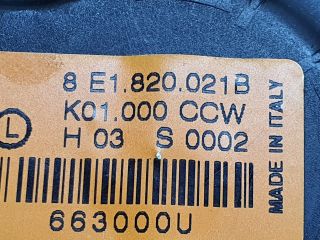 8 E1.820.021B
K01.000 CCW
L
H 03 S 0002
663000U
MADE IN ITALY